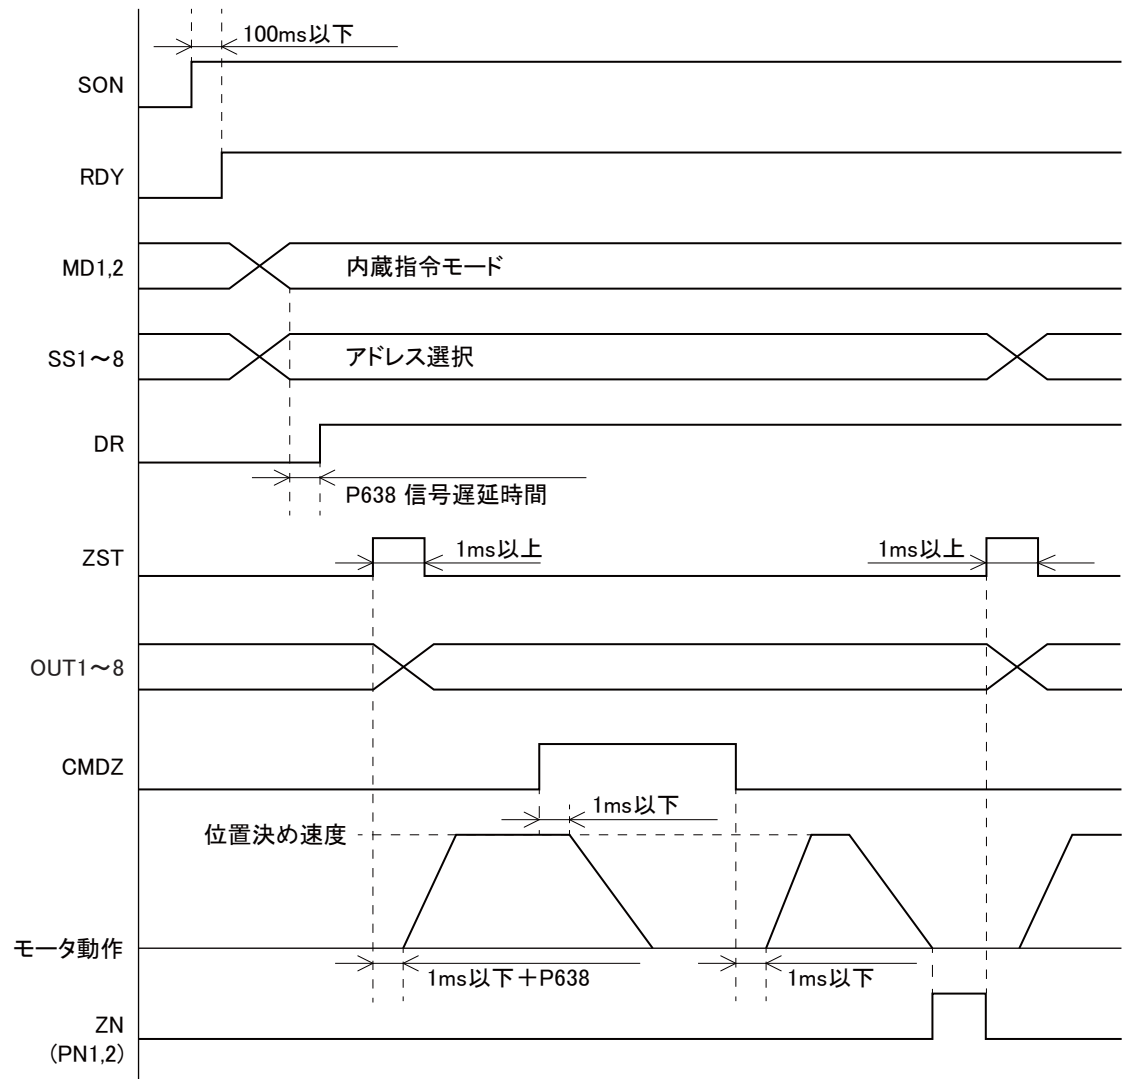 100ms以下
SON
RDY
MD1,2
内蔵指令モード
SS1～8
アドレス選択
DR
P638 信号遅延時間
ZST
1ms以上
1ms以上
OUT1～8
CMDZ
1ms以下
位置決め速度
モータ動作
1ms以下＋P638
1ms以下
ZN
(PN1,2)